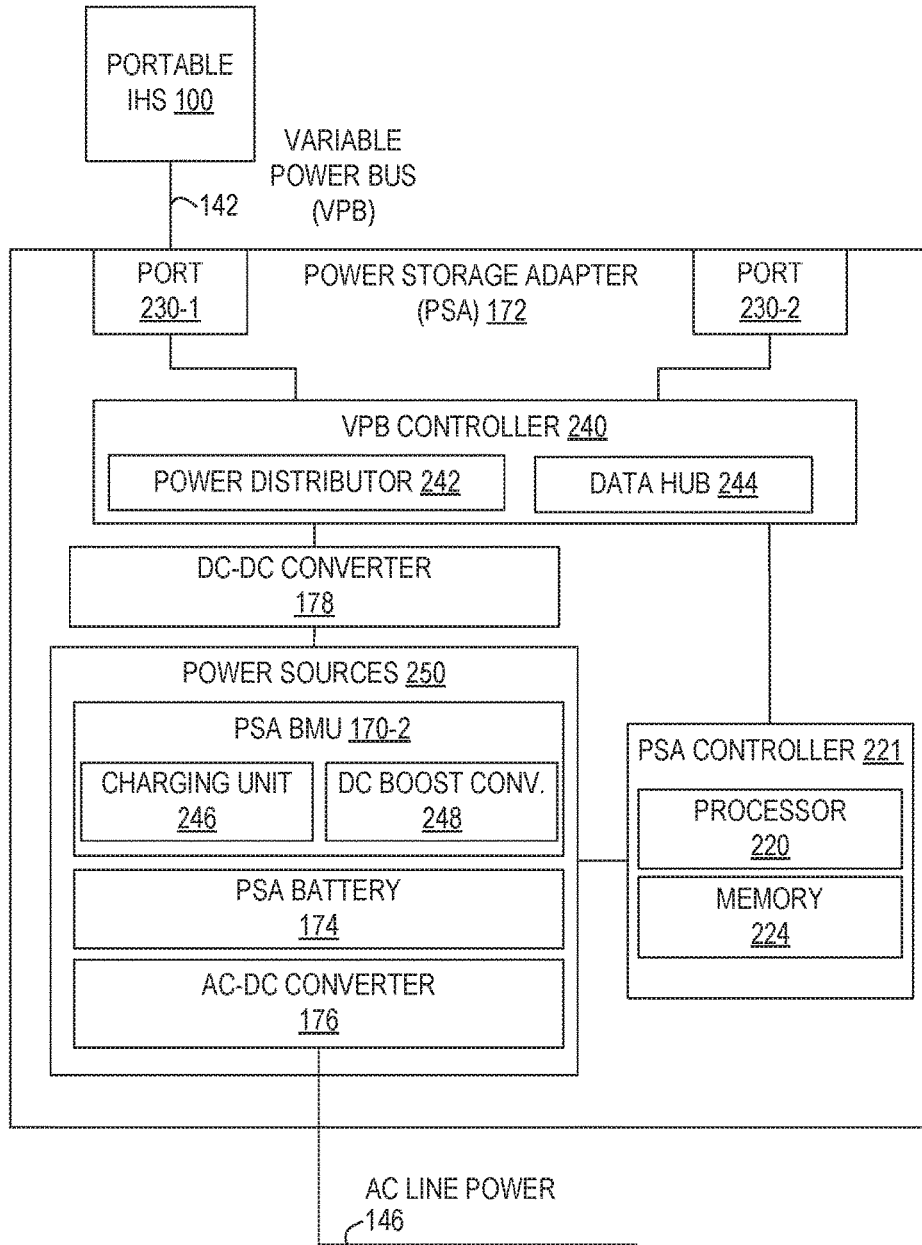 PORTABLE
IHS 100
VARIABLE
POWER BUS
(VPB)
142
PORT
230-1
POWER STORAGE ADAPTER
(PSA) 172
PORT
230-2
VPB CONTROLLER 240
POWER DISTRIBUTOR 242
DATA HUB 244
DC-DC CONVERTER
178
POWER SOURCES 250
PSA BMU 170-2
CHARGING UNIT
246
DC BOOST CONV.
248
PSA BATTERY
174
AC-DC CONVERTER
176
PSA CONTROLLER 221
PROCESSOR
220
MEMORY
224
AC LINE POWER
146